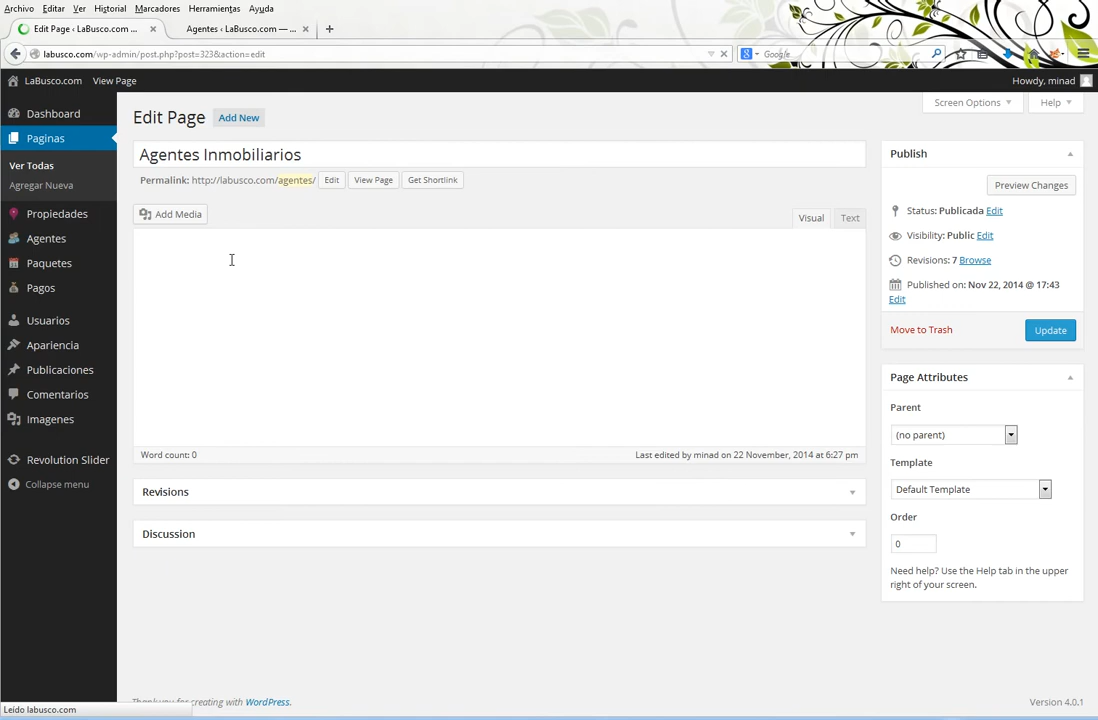 Archivo Editar Ver Historial Marcadores Herramientas Ayuda
Edit Page ‹ LaBusco.com ... × Agentes ‹ LaBusco.com — ... × +
labusco.com/wp-admin/post.php?post=323&action=edit
Google
LaBusco.com View Page
Howdy, minad
Screen Options Help
Dashboard
Paginas
Ver Todas
Agregar Nueva
Propiedades
Agentes
Paquetes
Pagos
Usuarios
Apariencia
Publicaciones
Comentarios
Imagenes
Revolution Slider
Collapse menu
Edit Page Add New
Agentes Inmobiliarios
Permalink: http://labusco.com/agentes/ Edit View Page Get Shortlink
Add Media
Visual Text
Word count: 0
Last edited by minad on 22 November, 2014 at 6:27 pm
Revisions
Discussion
Publish
Preview Changes
Status: Publicada Edit
Visibility: Public Edit
Revisions: 7 Browse
Published on: Nov 22, 2014 @ 17:43
Edit
Move to Trash Update
Page Attributes
Parent
(no parent)
Template
Default Template
Order
0
Need help? Use the Help tab in the upper
right of your screen.
Thank you for creating with WordPress.
Version 4.0.1
Leído labusco.com